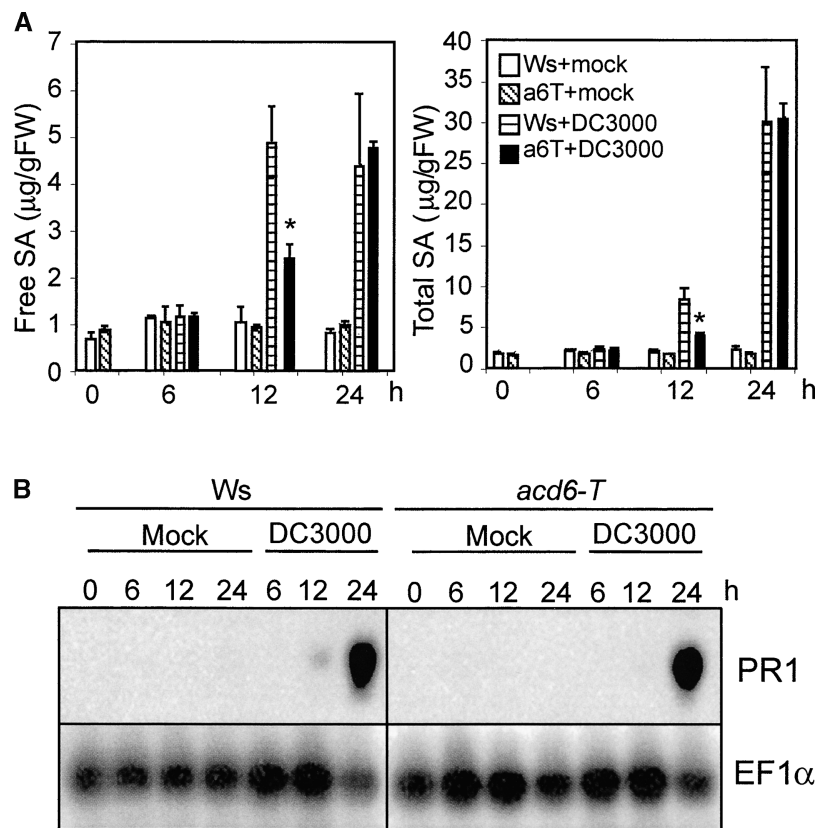 A
Free SA (µg/gFW)
7
6
5
4
3
2
1
0
*
0 6 12 24 h
Total SA (µg/gFW)
40
35
30
25
20
15
10
5
0
Ws+mock
a6T+mock
Ws+DC3000
a6T+DC3000
*
0 6 12 24 h
B
Ws acd6-T
Mock DC3000 Mock DC3000
0 6 12 24 6 12 24 0 6 12 24 6 12 24 h
PR1
EF1α